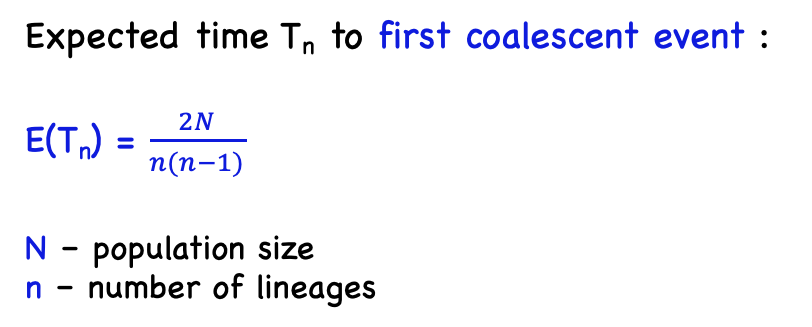 Expected time Tₙ to first coalescent event :
E(Tₙ) = 2N / n(n−1)
N – population size
n – number of lineages